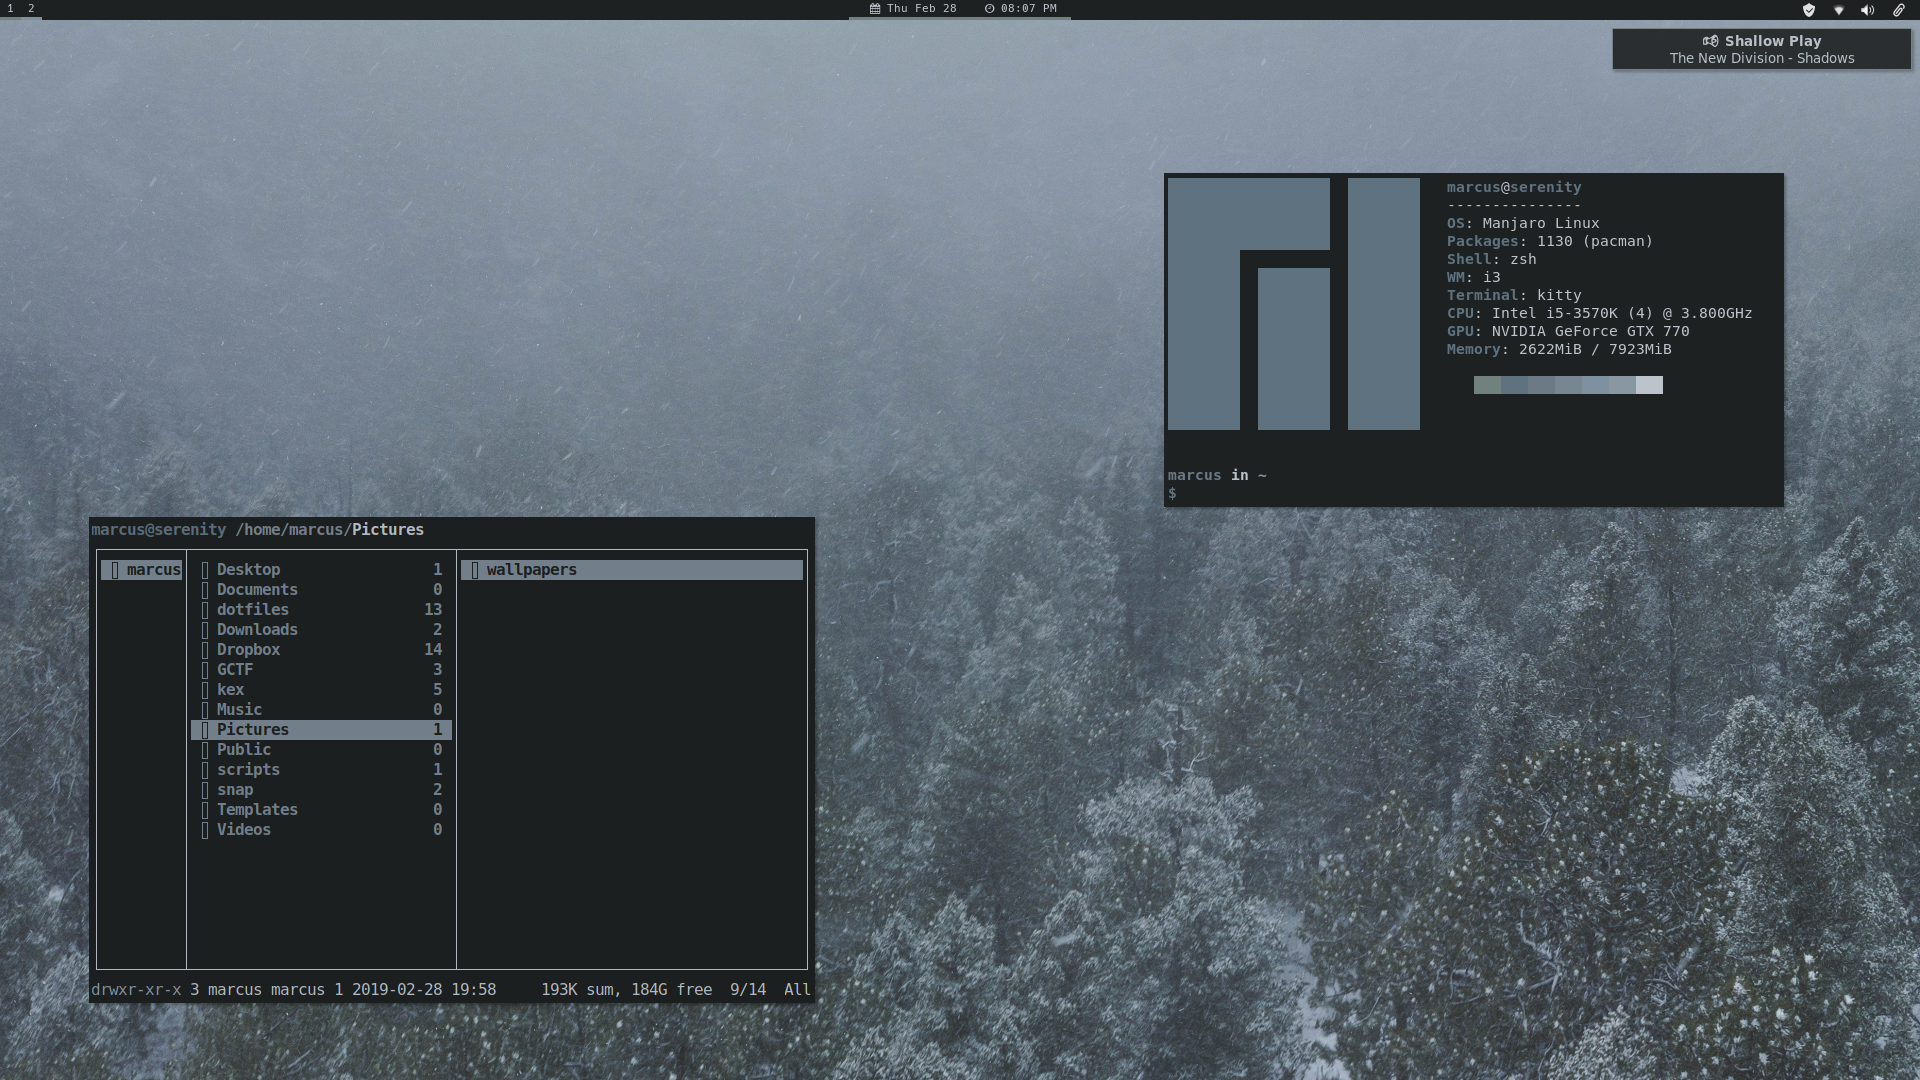 1 2
Thu Feb 28 08:07 PM
Shallow Play
The New Division - Shadows
marcus@serenity
---------------
OS: Manjaro Linux
Packages: 1130 (pacman)
Shell: zsh
WM: i3
Terminal: kitty
CPU: Intel i5-3570K (4) @ 3.800GHz
GPU: NVIDIA GeForce GTX 770
Memory: 2622MiB / 7923MiB
marcus in ~
$
marcus@serenity /home/marcus/Pictures
marcus
Desktop 1
Documents 0
dotfiles 13
Downloads 2
Dropbox 14
GCTF 3
kex 5
Music 0
Pictures 1
Public 0
scripts 1
snap 2
Templates 0
Videos 0
wallpapers
drwxr-xr-x 3 marcus marcus 1 2019-02-28 19:58 193K sum, 184G free 9/14 All